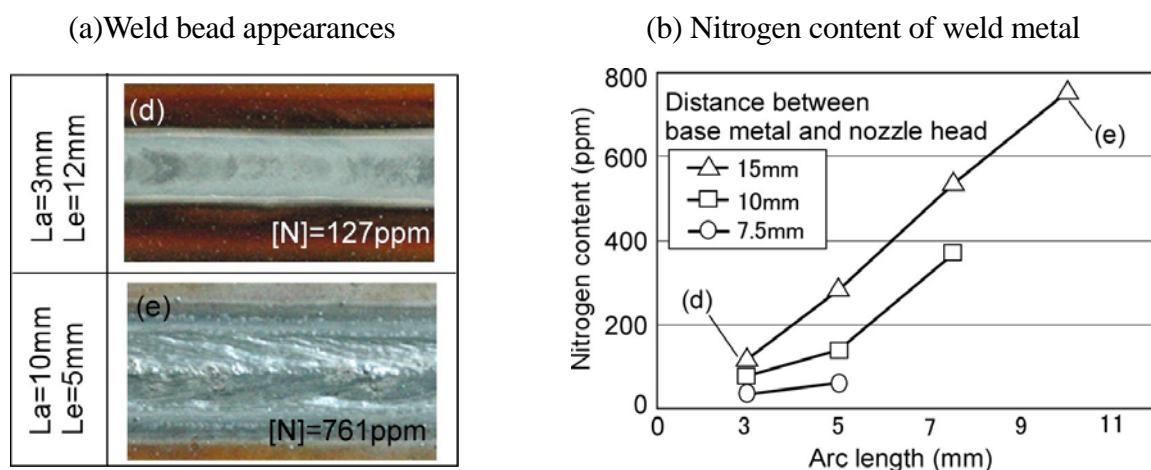 (a)Weld bead appearances
La=3mm
Le=12mm
(d)
[N]=127ppm
La=10mm
Le=5mm
(e)
[N]=761ppm
(b) Nitrogen content of weld metal
Nitrogen content (ppm)
800
600
400
200
0
Distance between
base metal and nozzle head
15mm
10mm
7.5mm
(d)
(e)
0 3 5 7 9 11
Arc length (mm)